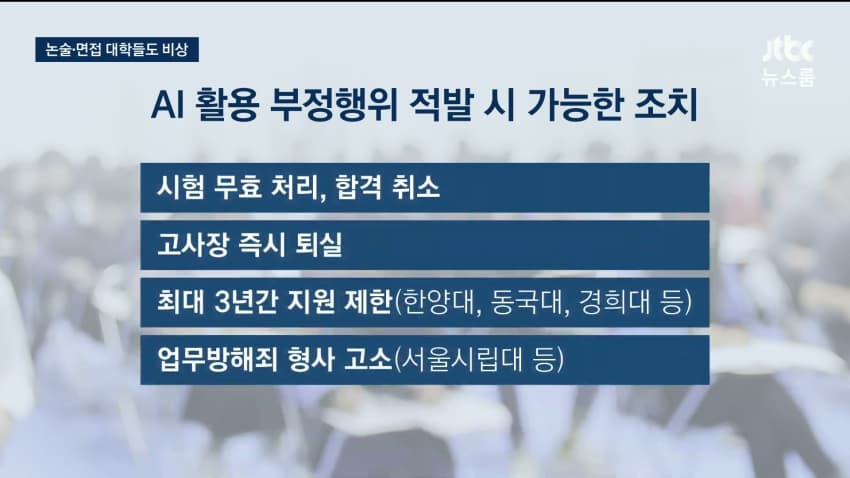 논술·면접 대학들도 비상
jtbc
뉴스룸
AI 활용 부정행위 적발 시 가능한 조치
시험 무효 처리, 합격 취소
고사장 즉시 퇴실
최대 3년간 지원 제한(한양대, 동국대, 경희대 등)
업무방해죄 형사 고소(서울시립대 등)